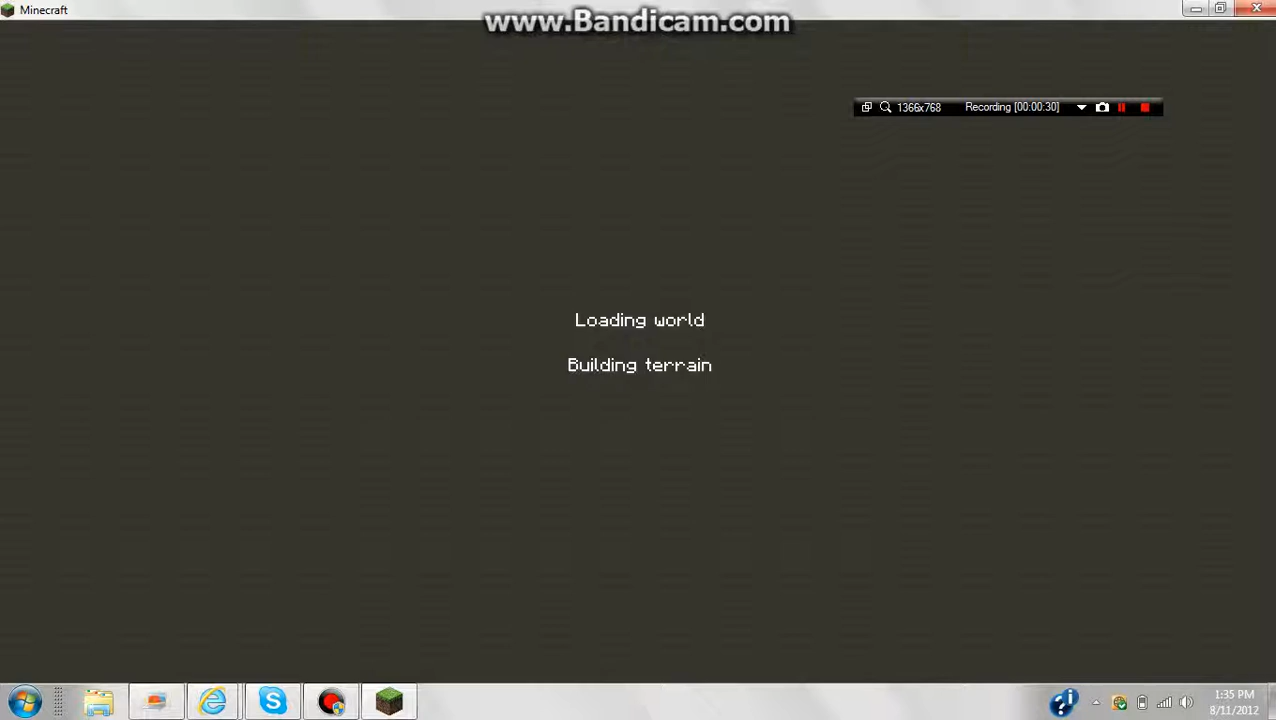 Minecraft
www.Bandicam.com
1366x768 Recording [00:00:30]
Loading world
Building terrain
1:35 PM
8/11/2012